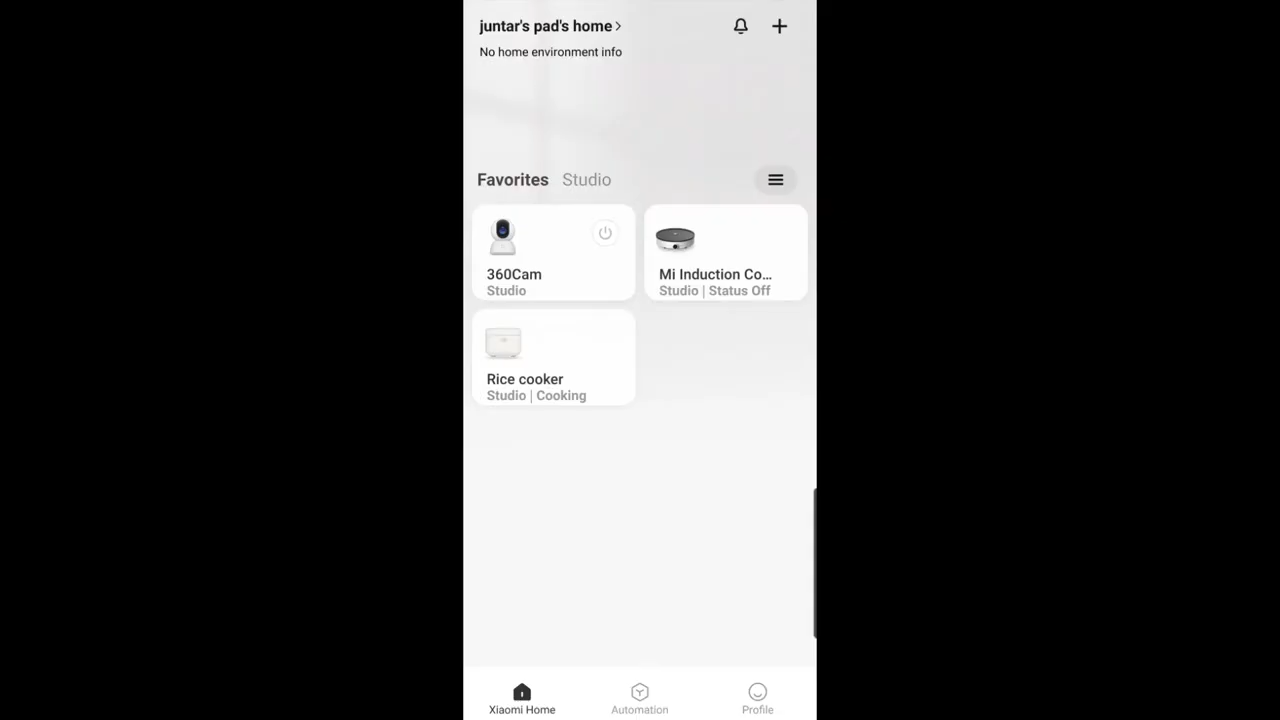 juntar's pad's home >
No home environment info
Favorites Studio
360Cam
Studio
Mi Induction Co...
Studio | Status Off
Rice cooker
Studio | Cooking
Xiaomi Home
Automation
Profile